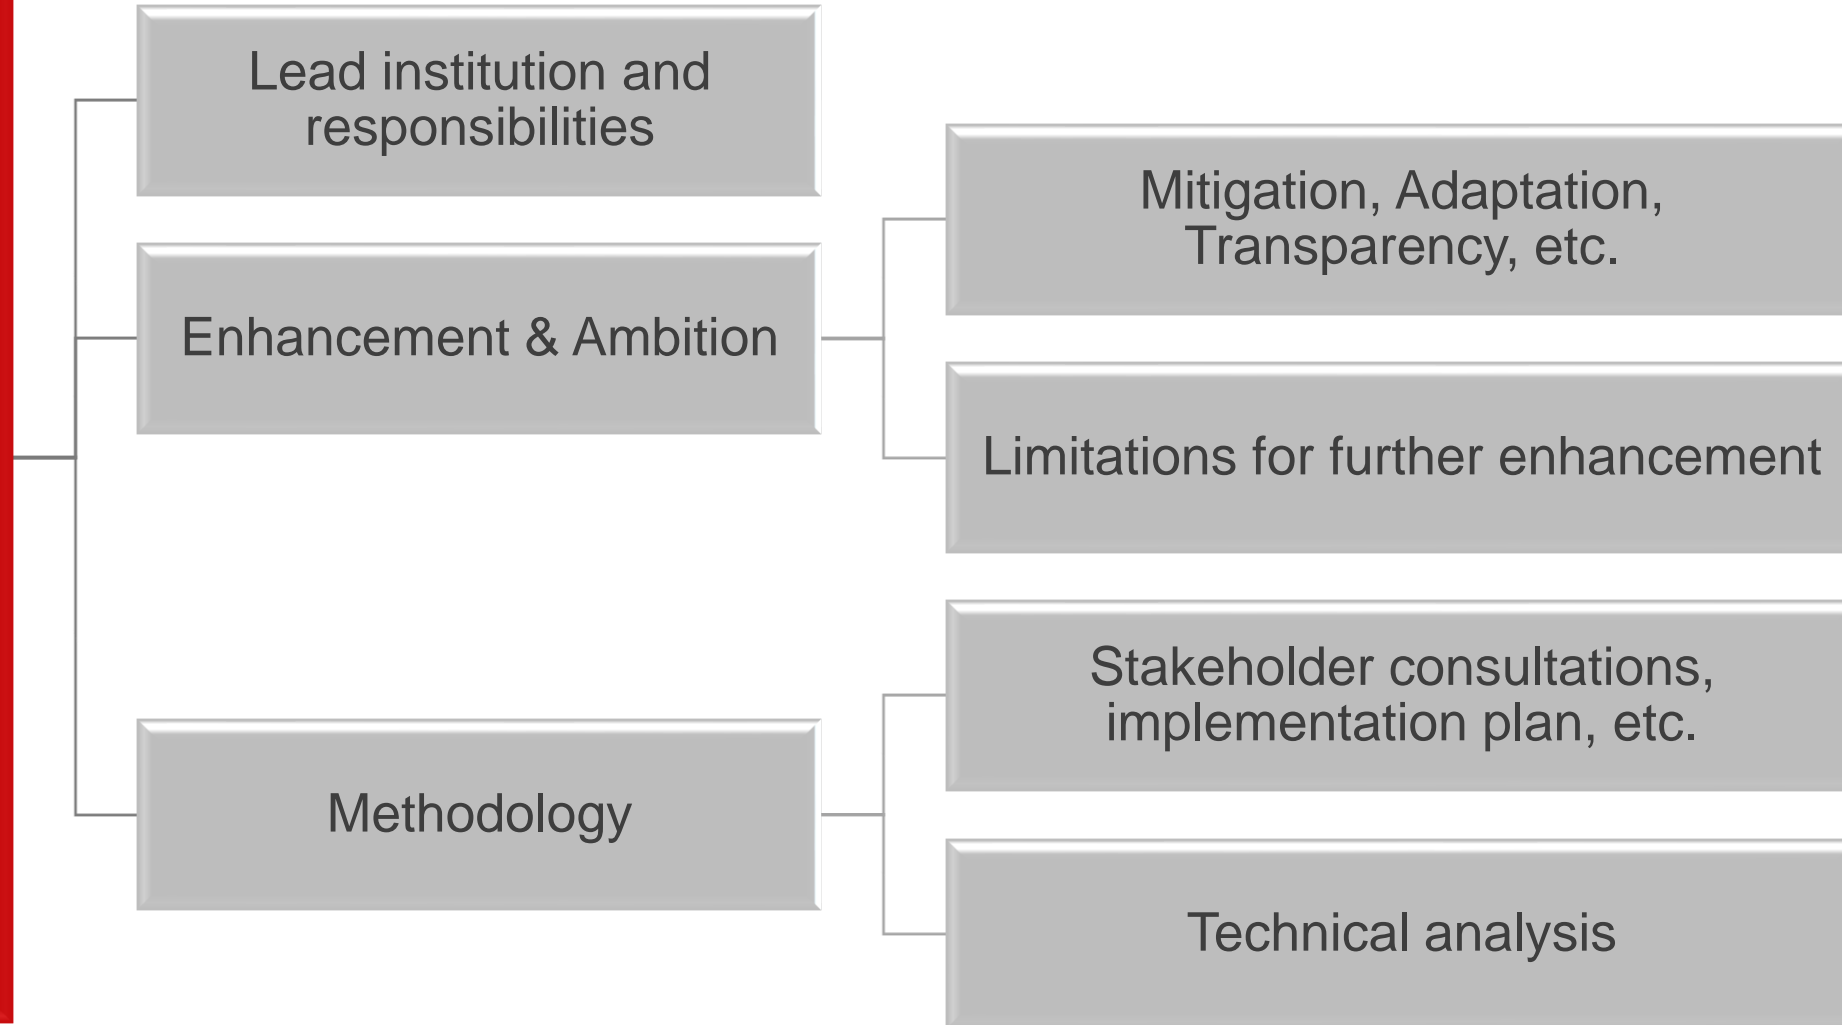 Lead institution and
responsibilities
Enhancement & Ambition
Mitigation, Adaptation,
Transparency, etc.
Limitations for further enhancement
Methodology
Stakeholder consultations,
implementation plan, etc.
Technical analysis